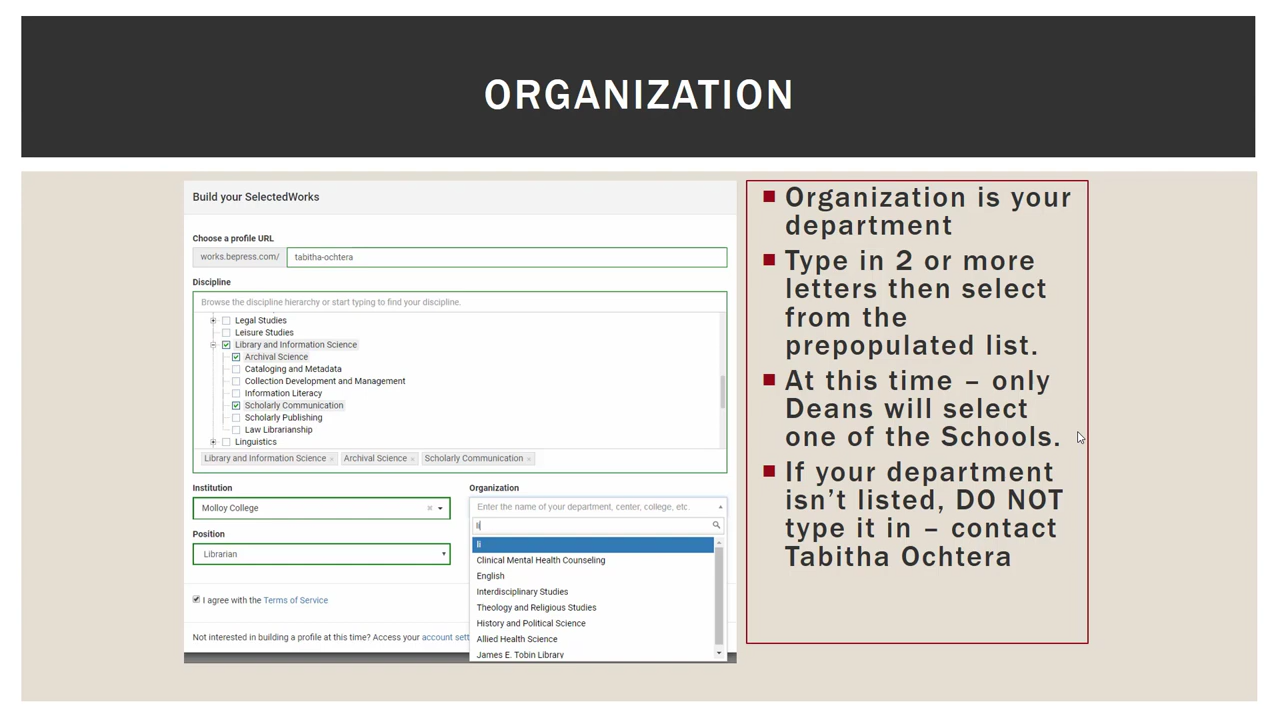 ORGANIZATION
Build your SelectedWorks
Choose a profile URL
works.bepress.com/ tabitha-ochtera
Discipline
Browse the discipline hierarchy or start typing to find your discipline.
Legal Studies
Leisure Studies
Library and Information Science
Archival Science
Cataloging and Metadata
Collection Development and Management
Information Literacy
Scholarly Communication
Scholarly Publishing
Law Librarianship
Linguistics
Library and Information Science × Archival Science × Scholarly Communication ×
Institution
Molloy College ×
Position
Librarian
I agree with the Terms of Service
Not interested in building a profile at this time? Access your account sett
Organization
Enter the name of your department, center, college, etc.
li
li
Clinical Mental Health Counseling
English
Interdisciplinary Studies
Theology and Religious Studies
History and Political Science
Allied Health Science
James E. Tobin Library
Organization is your
department
Type in 2 or more
letters then select
from the
prepopulated list.
At this time – only
Deans will select
one of the Schools.
If your department
isn't listed, DO NOT
type it in – contact
Tabitha Ochtera